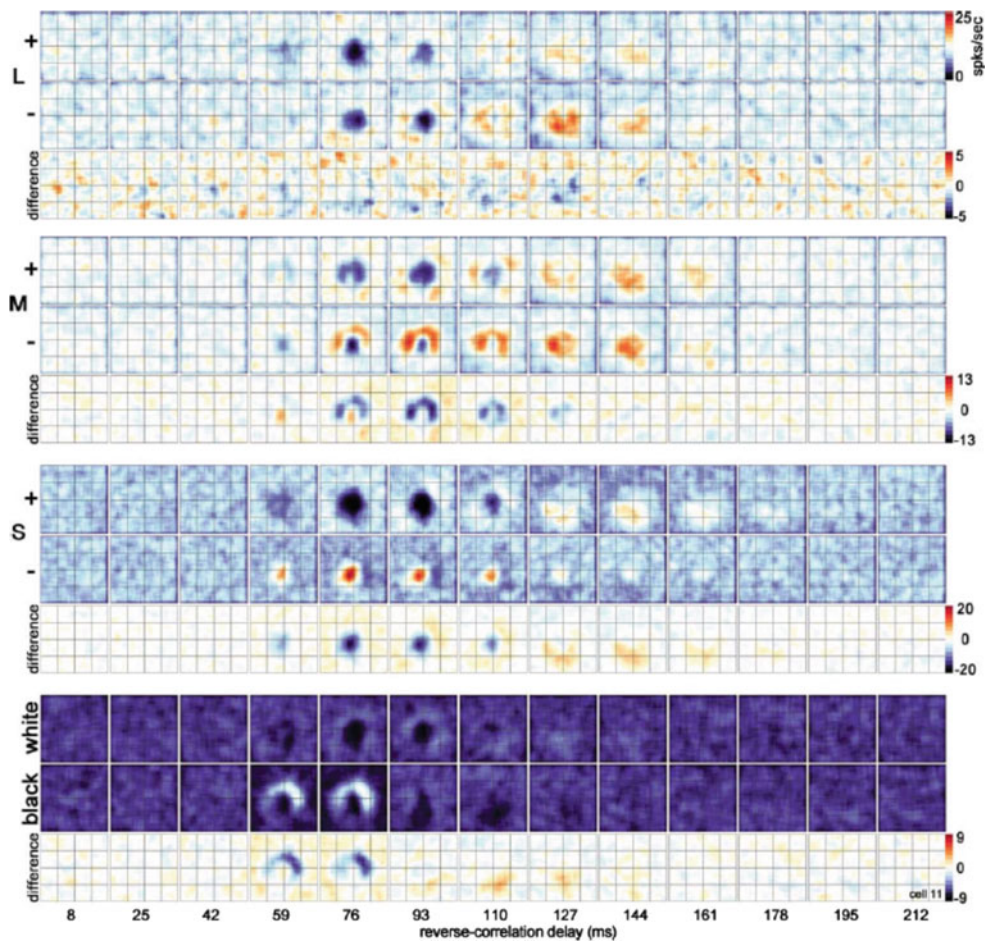 25
0
spks/sec
L
+
-
difference
5
0
-5
M
+
-
difference
13
0
-13
S
+
-
difference
20
0
-20
white
black
difference
9
0
-9
cell 11
8 25 42 59 76 93 110 127 144 161 178 195 212
reverse-correlation delay (ms)